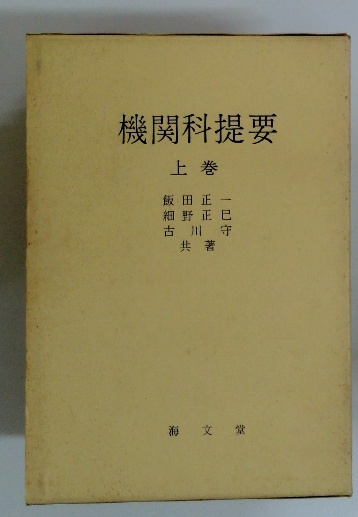 機関科提要
上巻
飯田正一
細野正巳
古川守
共著
海文堂